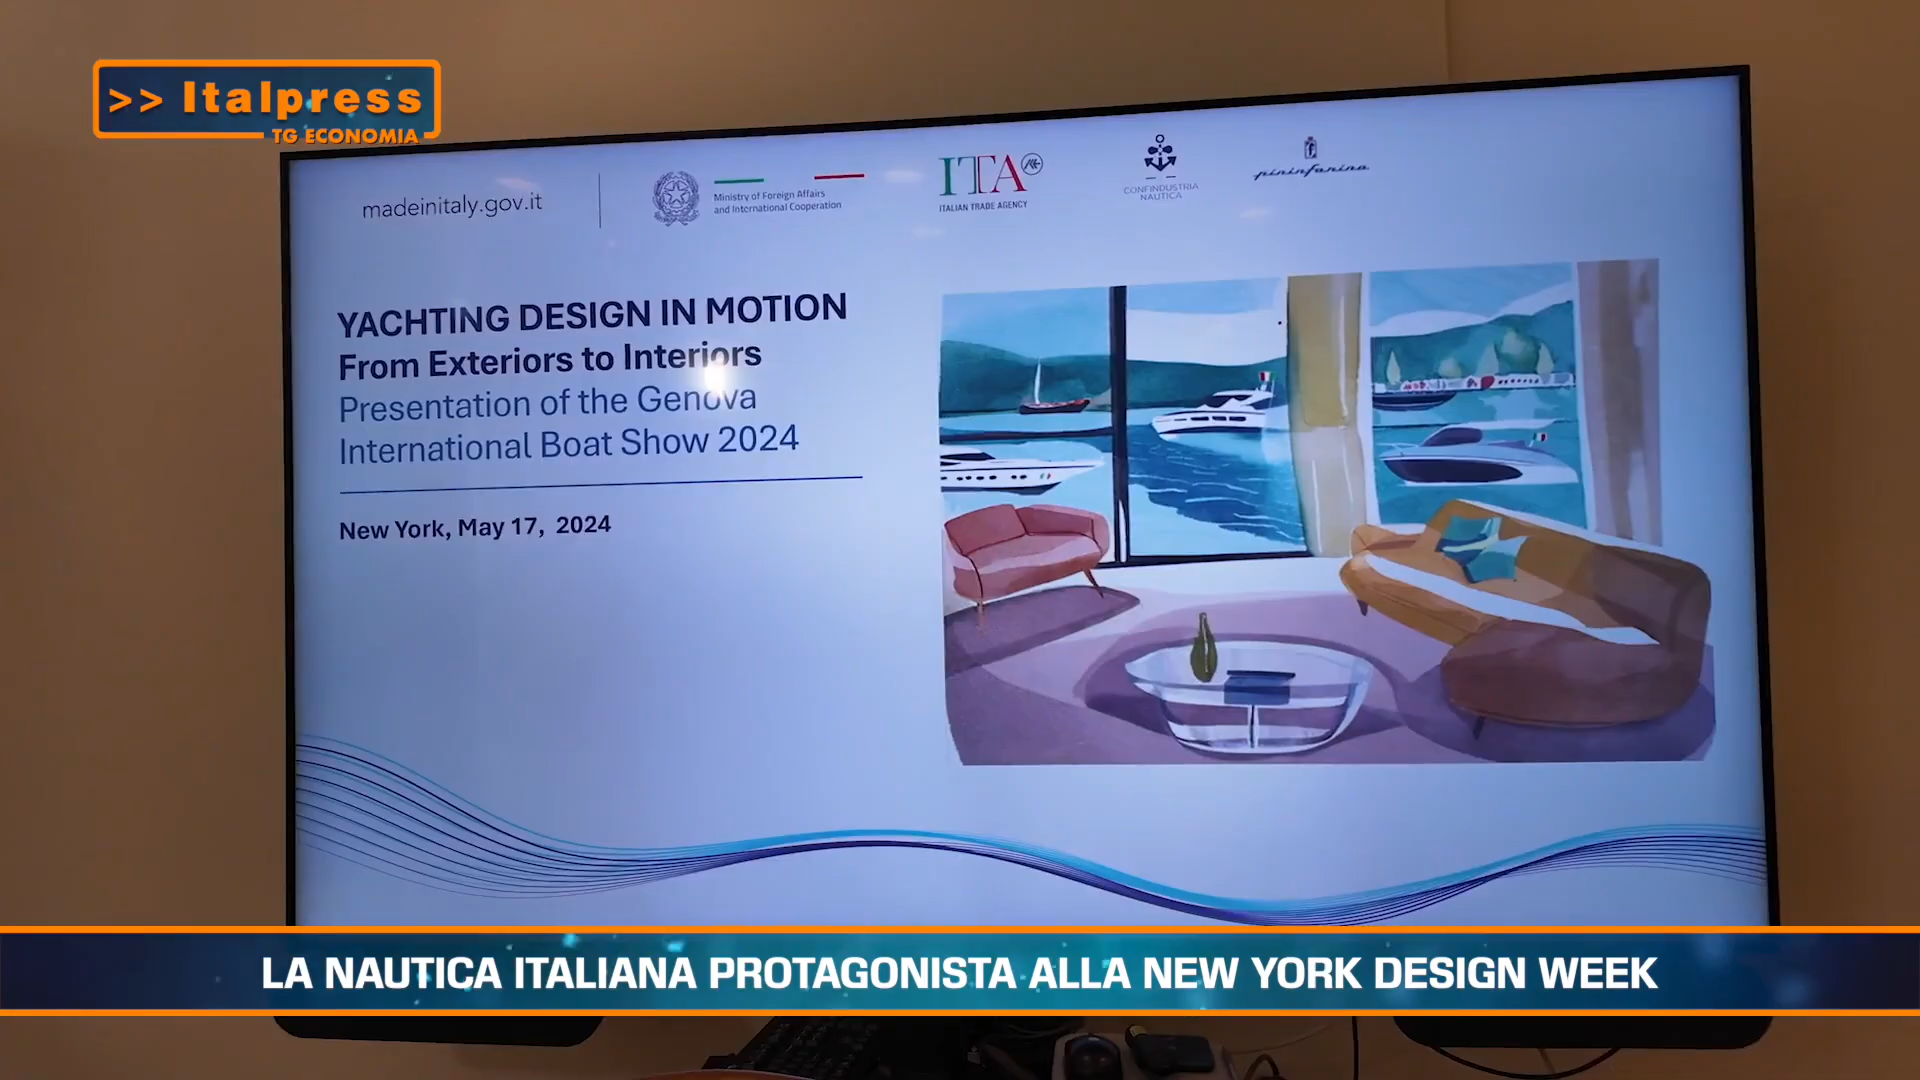 >> Italpress
TG ECONOMIA
madeinitaly.gov.it
Ministry of Foreign Affairs
and International Cooperation
ITA
ITALIAN TRADE AGENCY
CONFINDUSTRIA
NAUTICA
pininfarina
YACHTING DESIGN IN MOTION
From Exteriors to Interiors
Presentation of the Genova
International Boat Show 2024
New York, May 17, 2024
LA NAUTICA ITALIANA PROTAGONISTA ALLA NEW YORK DESIGN WEEK